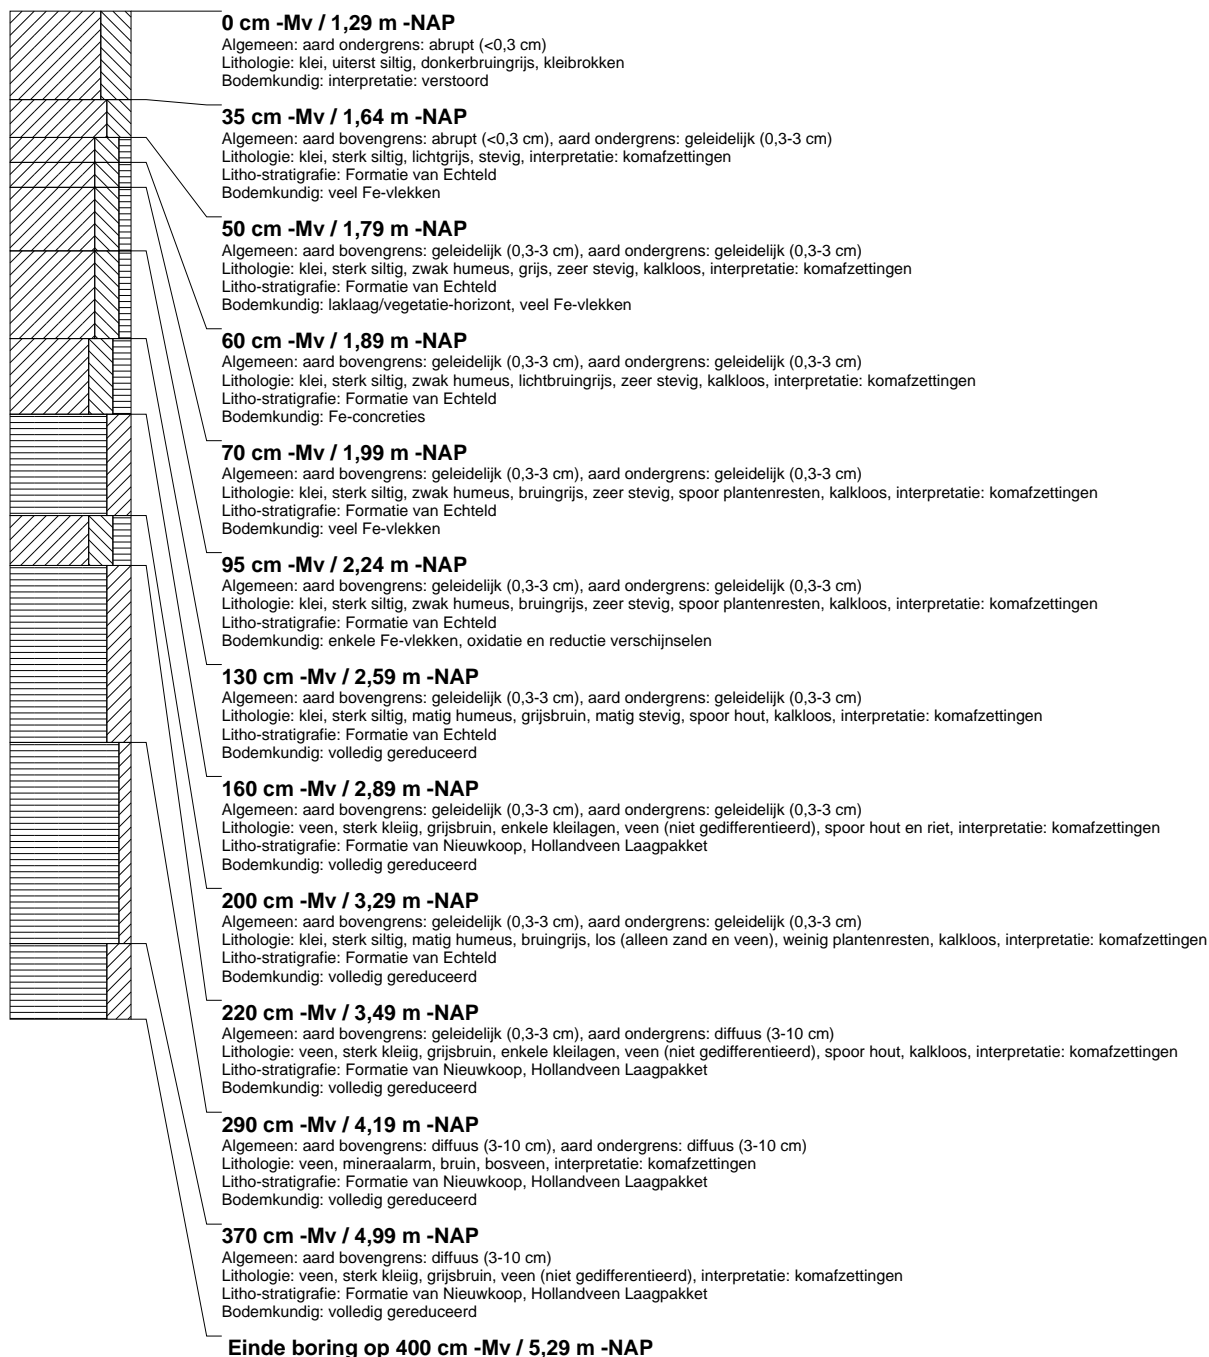 0 cm -Mv / 1,29 m -NAP
Algemeen: aard ondergrens: abrupt (<0,3 cm)
Lithologie: klei, uiterst siltig, donkerbruingrijs, kleibrokken
Bodemkundig: interpretatie: verstoord
35 cm -Mv / 1,64 m -NAP
Algemeen: aard bovengrens: abrupt (<0,3 cm), aard ondergrens: geleidelijk (0,3-3 cm)
Lithologie: klei, sterk siltig, lichtgrijs, stevig, interpretatie: komafzettingen
Litho-stratigrafie: Formatie van Echteld
Bodemkundig: veel Fe-vlekken
50 cm -Mv / 1,79 m -NAP
Algemeen: aard bovengrens: geleidelijk (0,3-3 cm), aard ondergrens: geleidelijk (0,3-3 cm)
Lithologie: klei, sterk siltig, zwak humeus, grijs, zeer stevig, kalkloos, interpretatie: komafzettingen
Litho-stratigrafie: Formatie van Echteld
Bodemkundig: laklaag/vegetatie-horizont, veel Fe-vlekken
60 cm -Mv / 1,89 m -NAP
Algemeen: aard bovengrens: geleidelijk (0,3-3 cm), aard ondergrens: geleidelijk (0,3-3 cm)
Lithologie: klei, sterk siltig, zwak humeus, lichtbruingrijs, zeer stevig, kalkloos, interpretatie: komafzettingen
Litho-stratigrafie: Formatie van Echteld
Bodemkundig: Fe-concreties
70 cm -Mv / 1,99 m -NAP
Algemeen: aard bovengrens: geleidelijk (0,3-3 cm), aard ondergrens: geleidelijk (0,3-3 cm)
Lithologie: klei, sterk siltig, zwak humeus, bruingrijs, zeer stevig, spoor plantenresten, kalkloos, interpretatie: komafzettingen
Litho-stratigrafie: Formatie van Echteld
Bodemkundig: veel Fe-vlekken
95 cm -Mv / 2,24 m -NAP
Algemeen: aard bovengrens: geleidelijk (0,3-3 cm), aard ondergrens: geleidelijk (0,3-3 cm)
Lithologie: klei, sterk siltig, zwak humeus, bruingrijs, zeer stevig, spoor plantenresten, kalkloos, interpretatie: komafzettingen
Litho-stratigrafie: Formatie van Echteld
Bodemkundig: enkele Fe-vlekken, oxidatie en reductie verschijnselen
130 cm -Mv / 2,59 m -NAP
Algemeen: aard bovengrens: geleidelijk (0,3-3 cm), aard ondergrens: geleidelijk (0,3-3 cm)
Lithologie: klei, sterk siltig, matig humeus, grijsbruin, matig stevig, spoor hout, kalkloos, interpretatie: komafzettingen
Litho-stratigrafie: Formatie van Echteld
Bodemkundig: volledig gereduceerd
160 cm -Mv / 2,89 m -NAP
Algemeen: aard bovengrens: geleidelijk (0,3-3 cm), aard ondergrens: geleidelijk (0,3-3 cm)
Lithologie: veen, sterk kleiig, grijsbruin, enkele kleilagen, veen (niet gedifferentieerd), spoor hout en riet, interpretatie: komafzettingen
Litho-stratigrafie: Formatie van Nieuwkoop, Hollandveen Laagpakket
Bodemkundig: volledig gereduceerd
200 cm -Mv / 3,29 m -NAP
Algemeen: aard bovengrens: geleidelijk (0,3-3 cm), aard ondergrens: geleidelijk (0,3-3 cm)
Lithologie: klei, sterk siltig, matig humeus, bruingrijs, los (alleen zand en veen), weinig plantenresten, kalkloos, interpretatie: komafzettingen
Litho-stratigrafie: Formatie van Echteld
Bodemkundig: volledig gereduceerd
220 cm -Mv / 3,49 m -NAP
Algemeen: aard bovengrens: geleidelijk (0,3-3 cm), aard ondergrens: diffuus (3-10 cm)
Lithologie: veen, sterk kleiig, grijsbruin, enkele kleilagen, veen (niet gedifferentieerd), spoor hout, kalkloos, interpretatie: komafzettingen
Litho-stratigrafie: Formatie van Nieuwkoop, Hollandveen Laagpakket
Bodemkundig: volledig gereduceerd
290 cm -Mv / 4,19 m -NAP
Algemeen: aard bovengrens: diffuus (3-10 cm), aard ondergrens: diffuus (3-10 cm)
Lithologie: veen, mineraalarm, bruin, bosveen, interpretatie: komafzettingen
Litho-stratigrafie: Formatie van Nieuwkoop, Hollandveen Laagpakket
Bodemkundig: volledig gereduceerd
370 cm -Mv / 4,99 m -NAP
Algemeen: aard bovengrens: diffuus (3-10 cm)
Lithologie: veen, sterk kleiig, grijsbruin, veen (niet gedifferentieerd), interpretatie: komafzettingen
Litho-stratigrafie: Formatie van Nieuwkoop, Hollandveen Laagpakket
Bodemkundig: volledig gereduceerd
Einde boring op 400 cm -Mv / 5,29 m -NAP